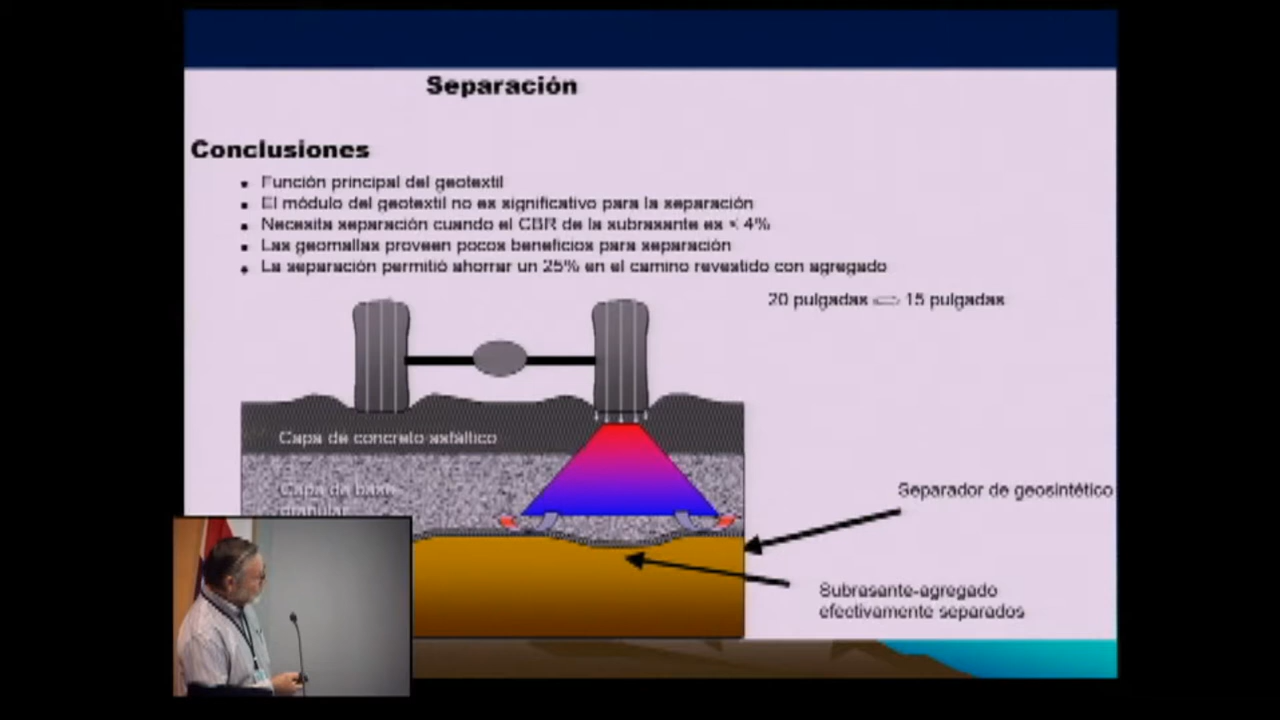 Separación
Conclusiones
Función principal del geotextil
El módulo del geotextil no es significativo para la separación
Necesita separación cuando el CBR de la subrasante es < 4%
Las geomallas proveen pocos beneficios para separación
La separación permitió ahorrar un 25% en el camino revestido con agregado
20 pulgadas 15 pulgadas
Capa de concreto asfáltico
Capa de base
granular
Separador de geosintético
Subrasante-agregado
efectivamente separados